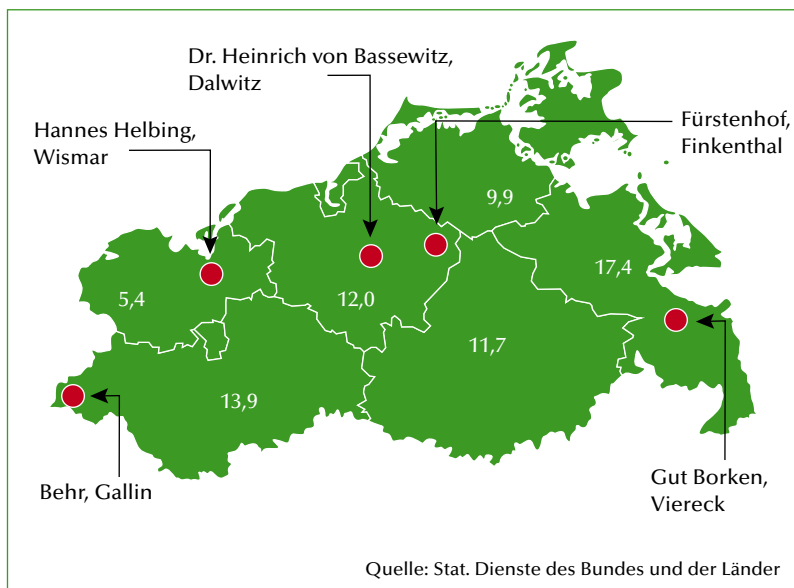 Dr. Heinrich von Bassewitz,
Dalwitz
Hannes Helbing,
Wismar
Fürstenhof,
Finkenthal
9,9
17,4
5,4
12,0
11,7
13,9
Behr, Gallin
Gut Borken,
Viereck
Quelle: Stat. Dienste des Bundes und der Länder